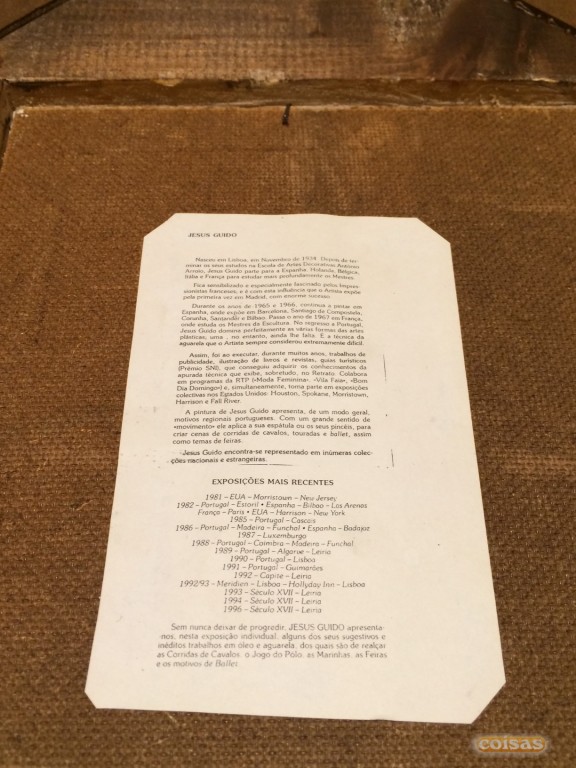 JESUS GUIDO
Nasceu em Lisboa, em Novembro de 1934. Depois de ter-
minar os seus estudos na Escola de Artes Decorativas António
Arroio, Jesus Guido parte para a Espanha, Holanda, Bélgica,
Itália e França para estudar mais profundamente os Mestres.
Fica sensibilizado e especialmente fascinado pelos Impres-
sionistas franceses, e é com esta influência que o Artista expõe
pela primeira vez em Madrid, com enorme sucesso.
Durante os anos de 1965 e 1966, continua a pintar em
Espanha, onde expõe em Barcelona, Santiago de Compostela,
Corunha, Santander e Bilbao. Passa o ano de 1967 em França,
onde estuda os Mestres da Escultura. No regresso a Portugal,
Jesus Guido domina perfeitamente as várias formas das artes
plásticas; uma , no entanto, ainda lhe falta. É a técnica da
aguarela que o Artista sempre considerou extremamente difícil.
Assim, foi ao executar, durante muitos anos, trabalhos de
publicidade, ilustração de livros e revistas, guias turísticos
(Prémio SNI), que conseguiu adquirir os conhecimentos da
apurada técnica que exibe, sobretudo, no Retrato. Colabora
em programas da RTP («Moda Feminina», «Vila Faia», «Bom
Dia Domingo») e, simultaneamente, toma parte em exposições
colectivas nos Estados Unidos: Houston, Spokane, Morristown,
Harrison e Fall River.
A pintura de Jesus Guido apresenta, de um modo geral,
motivos regionais portugueses. Com um grande sentido de
«movimento» ele aplica a sua espátula ou os seus pincéis, para
criar cenas de corridas de cavalos, touradas e ballet, assim
como temas de feiras.
Jesus Guido encontra-se representado em inúmeras colec-
ções nacionais e estrangeiras.
EXPOSIÇÕES MAIS RECENTES
1981 – EUA – Morristown – New Jersey
1982 – Portugal – Estoril • Espanha – Bilbao – Las Arenas
França – Paris • EUA – Harrison – New York
1985 – Portugal – Cascais
1986 – Portugal – Madeira – Funchal • Espanha – Badajoz
1987 – Luxemburgo
1988 – Portugal – Coimbra – Madeira – Funchal
1989 – Portugal – Algarve – Leiria
1990 – Portugal – Lisboa
1991 – Portugal – Guimarães
1992 – Capitel – Leiria
1992/93 – Meridien – Lisboa – Hollyday Inn – Lisboa
1993 – Século XVII – Leiria
1994 – Século XVII – Leiria
1996 – Século XVII – Leiria
Sem nunca deixar de progredir, JESUS GUIDO apresenta-
nos, nesta exposição individual, alguns dos seus sugestivos e
inéditos trabalhos em óleo e aguarela, dos quais são de realçar
as Corridas de Cavalos, o Jogo do Pólo, as Marinhas, as Feiras
e os motivos de Ballet.
coisas